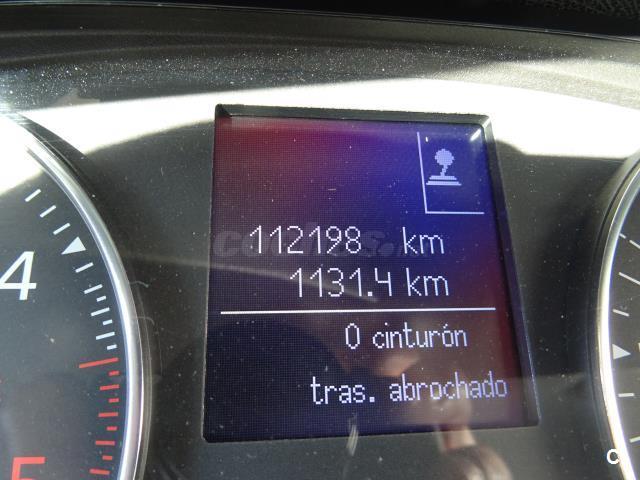 112198 km
1131.4 km
0 cinturón
tras. abrochado
4
5
C